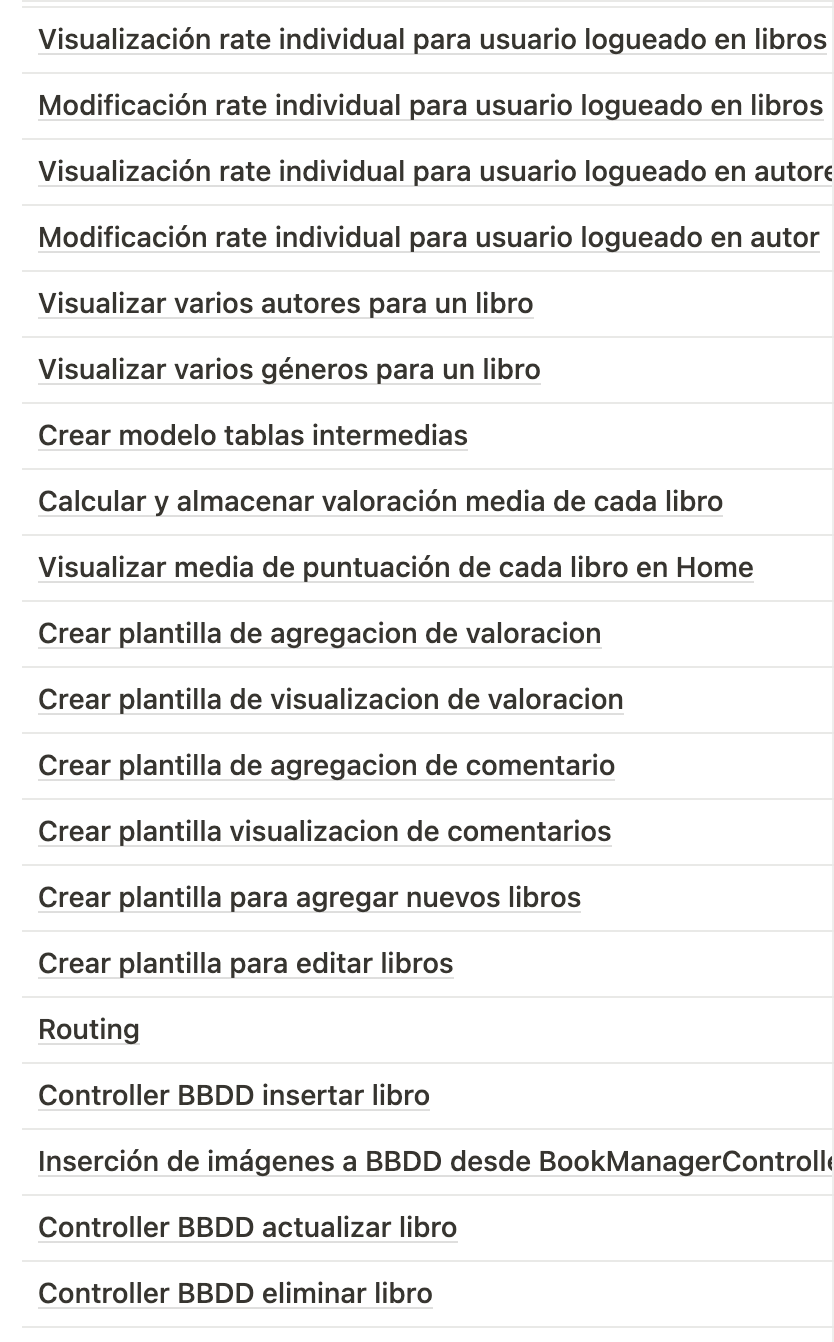 Visualización rate individual para usuario logueado en libros
Modificación rate individual para usuario logueado en libros
Visualización rate individual para usuario logueado en autore
Modificación rate individual para usuario logueado en autor
Visualizar varios autores para un libro
Visualizar varios géneros para un libro
Crear modelo tablas intermedias
Calcular y almacenar valoración media de cada libro
Visualizar media de puntuación de cada libro en Home
Crear plantilla de agregacion de valoracion
Crear plantilla de visualizacion de valoracion
Crear plantilla de agregacion de comentario
Crear plantilla visualizacion de comentarios
Crear plantilla para agregar nuevos libros
Crear plantilla para editar libros
Routing
Controller BBDD insertar libro
Inserción de imágenes a BBDD desde BookManagerControlle
Controller BBDD actualizar libro
Controller BBDD eliminar libro